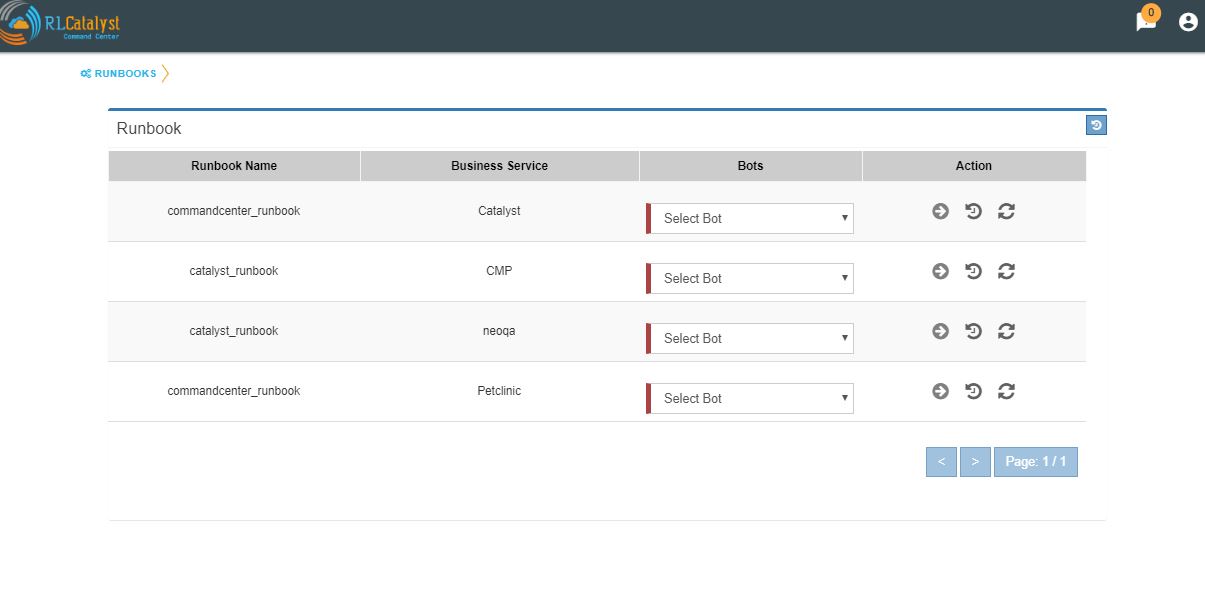 RLCatalyst
Command Center
0
RUNBOOKS
Runbook
Runbook Name Business Service Bots Action
commandcenter_runbook Catalyst Select Bot
catalyst_runbook CMP Select Bot
catalyst_runbook neoqa Select Bot
commandcenter_runbook Petclinic Select Bot
< > Page: 1 / 1